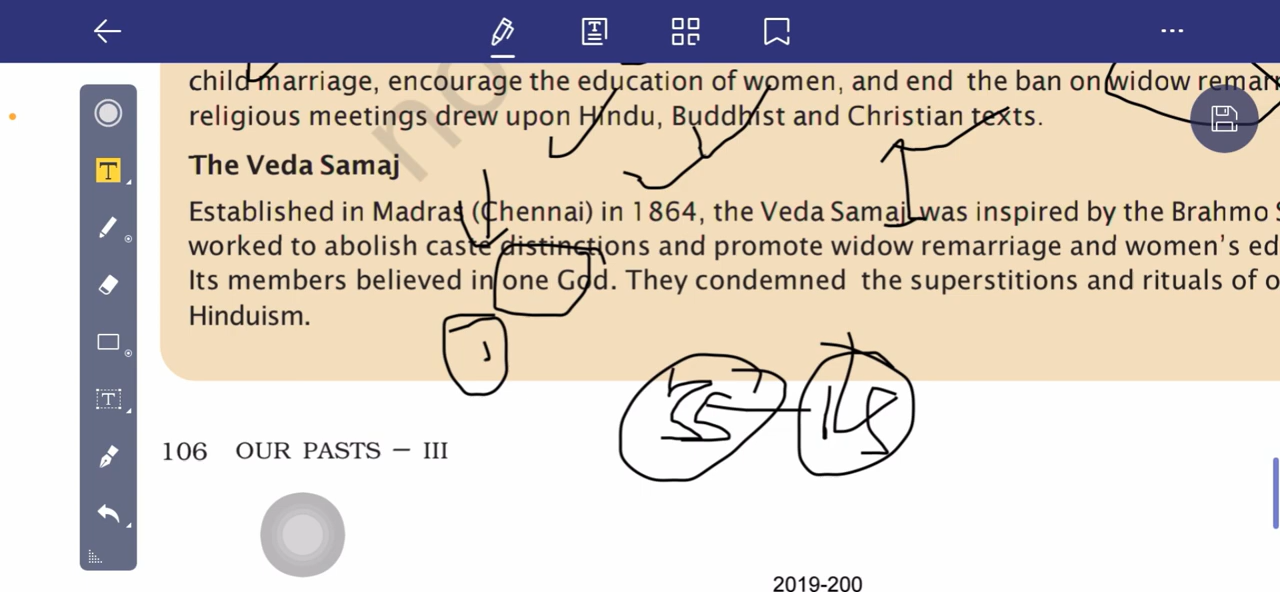 child marriage, encourage the education of women, and end the ban on widow remar
religious meetings drew upon Hindu, Buddhist and Christian texts.
The Veda Samaj
Established in Madras (Chennai) in 1864, the Veda Samaj was inspired by the Brahmo S
worked to abolish caste distinctions and promote widow remarriage and women's ed
Its members believed in one God. They condemned the superstitions and rituals of o
Hinduism.
106 OUR PASTS – III
2019-200